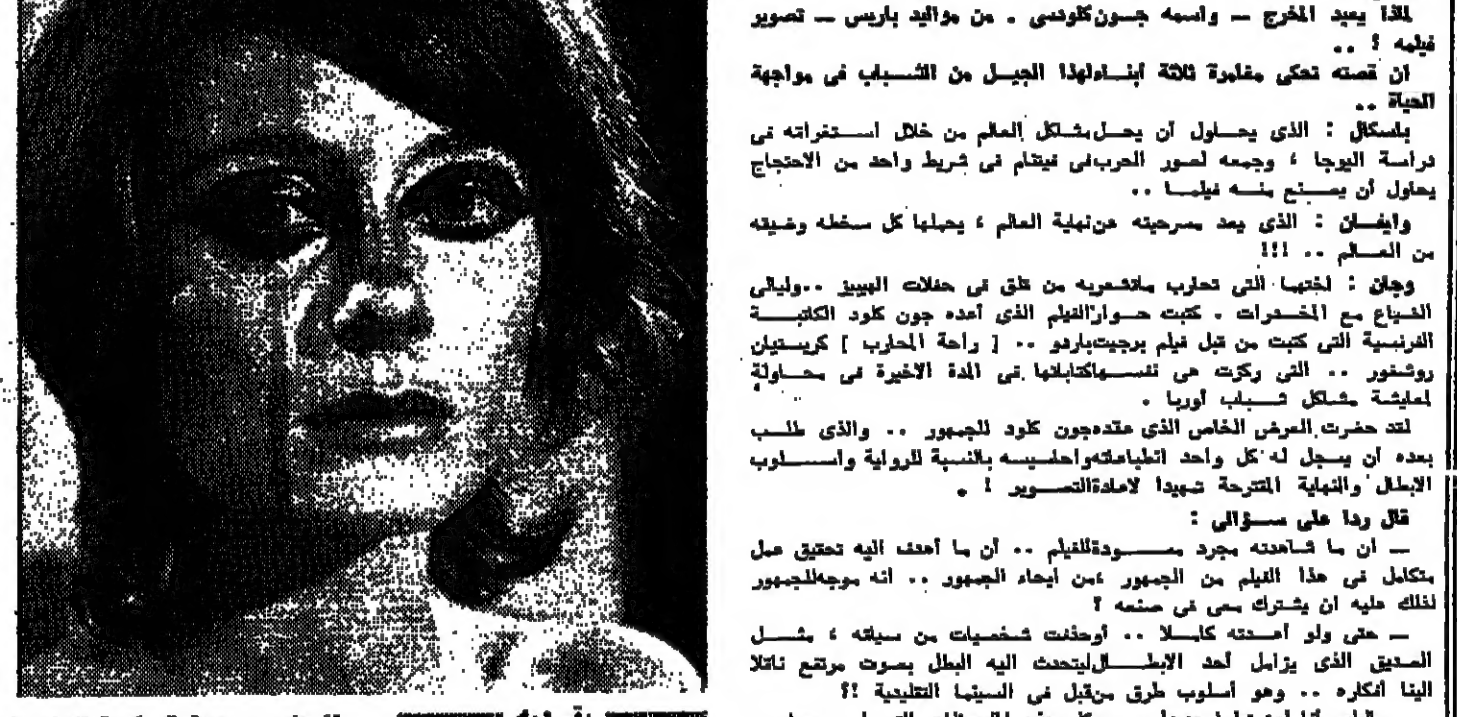 لماذا يعيد المخرج — واسمه جون كلودسى . من مواليد باريس — تصوير
فيلمه ؟ ..
ان قصته تحكى مغامرة ثلاثة أبناء لهذا الجيل من الشباب فى مواجهة
الحياة ..
باسكال : الذى يحاول أن يحل مشاكل العالم من خلال استغراقه فى
دراسة اليوجا ، وجمعه لصور الحرب فى فيتنام فى شريط واحد من الاحتجاج
يحاول أن يصنع منه فيلما ..
وايفان : الذى يعد مسرحيته عن نهاية العالم ، يحملها كل سخطه وضيقه
من العالم .. !!!
وجان : اختهما التى تحارب ماتشعر به من قلق فى حفلات الهيبيز .. وليالى
الضياع مع المخدرات . كتبت حوار الفيلم الذى أعده جون كلود الكاتبة
الفرنسية التى كتبت من قبل فيلم برجيت باردو .. [ راحة المحارب ] كريستيان
روشفور .. التى ركزت هى نفسها كتاباتها فى المدة الاخيرة فى محاولة
لمعايشة مشاكل شباب أوربا .
لقد حضرت العرض الخاص الذى عقده جون كلود للجمهور .. والذى طلب
بعده أن يسجل له كل واحد انطباعاته واحاسيسه بالنسبة للرواية واسلوب
الابطال والنهاية المقترحة تمهيدا لاعادة التصوير ! .
قال ردا على سؤالى :
— ان ما شاهدته مجرد مسودة للفيلم .. أن ما أهدف اليه تحقيق عمل
متكامل فى هذا الفيلم من الجمهور ، من أيحاء الجمهور .. انه موجه للجمهور
لذلك عليه ان يشترك معى فى صنعه ؟
— حتى ولو أعدته كاملا .. أو حذفت شخصيات من سياقه ، مثل
الصديق الذى يزامل أحد الابطال ليتحدث اليه البطل بصوت مرتفع ناقلا
الينا أفكاره .. وهو أسلوب طرق من قبل فى السينما التقليدية ؟!